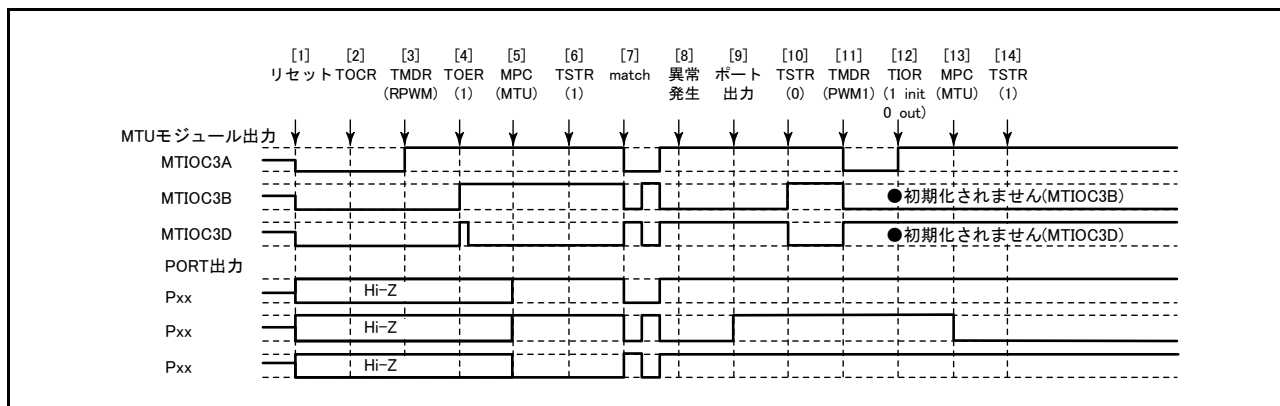 [1] [2] [3] [4] [5] [6] [7] [8] [9] [10] [11] [12] [13] [14]
リセット TOCR TMDR TOER MPC TSTR match 異常 ポート TSTR TMDR TIOR MPC TSTR
(RPWM) (1) (MTU) (1) 発生 出力 (0) (PWM1) (1 init (MTU) (1)
0 out)
MTUモジュール出力
MTIOC3A
MTIOC3B ●初期化されません(MTIOC3B)
MTIOC3D ●初期化されません(MTIOC3D)
PORT出力
Pxx Hi-Z
Pxx Hi-Z
Pxx Hi-Z